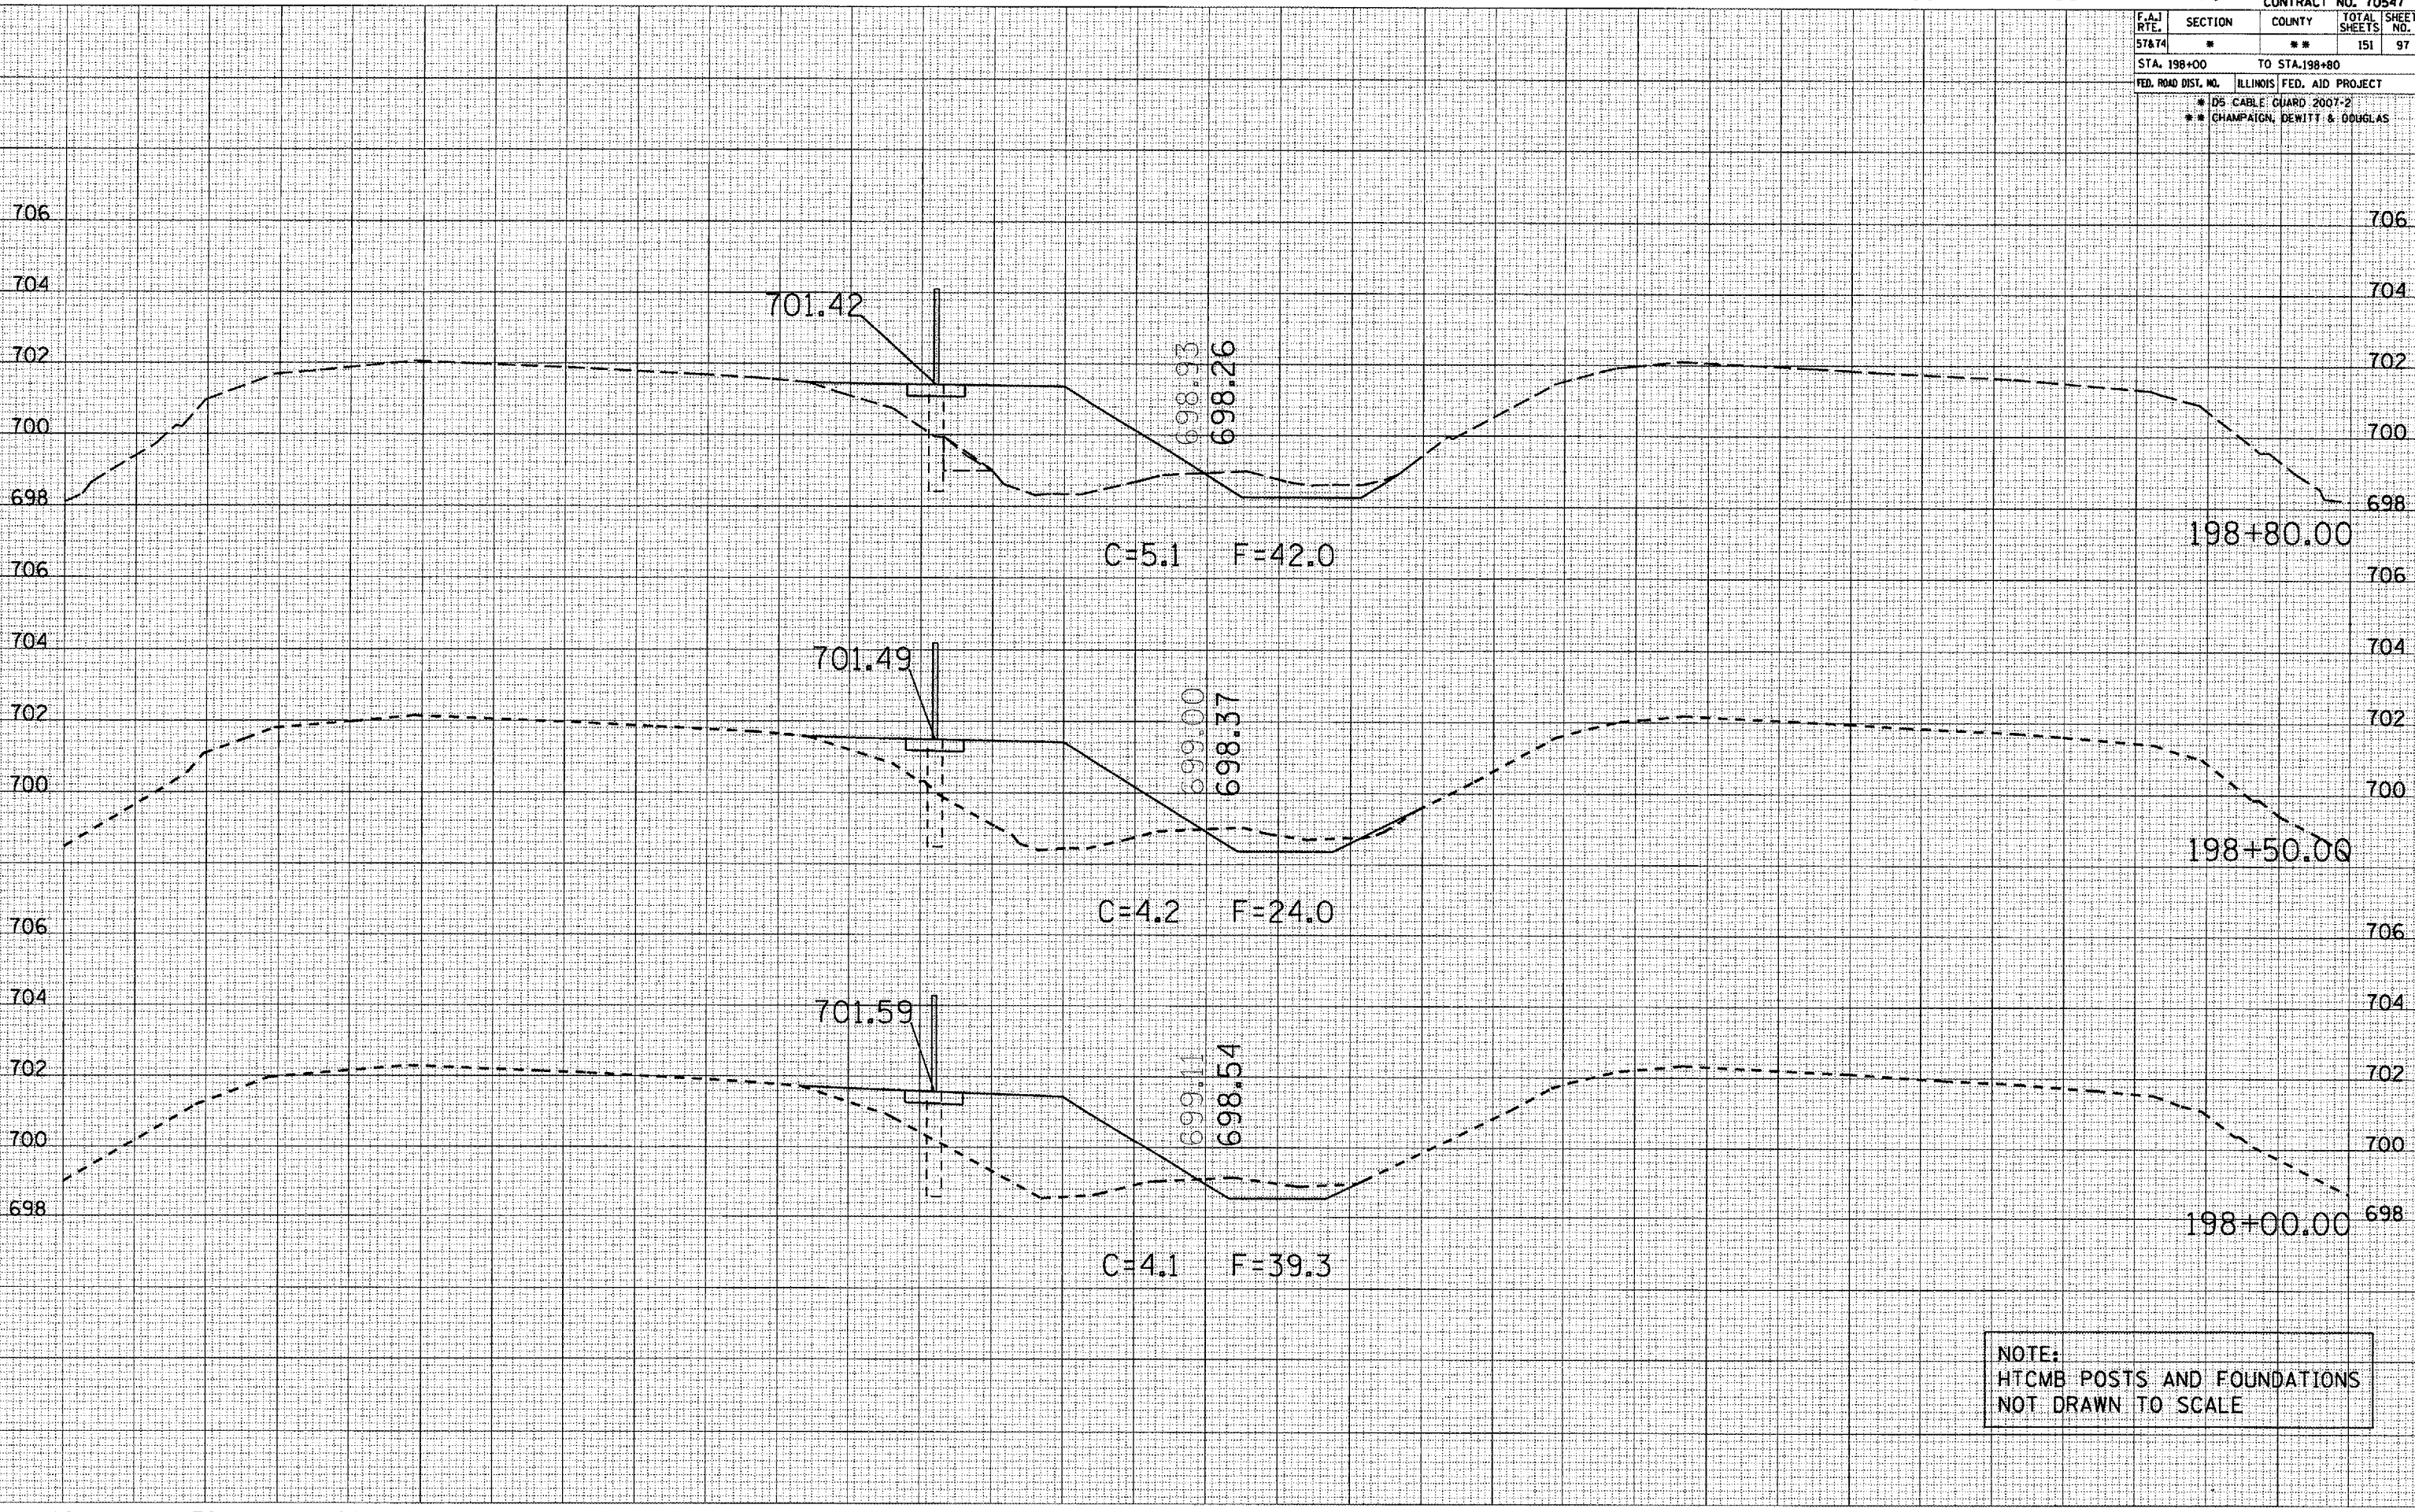 CONTRACT NO. 70547
F.A.I RTE. SECTION COUNTY TOTAL SHEETS SHEET NO.
57&74 * ** 151 97
STA. 198+00 TO STA.198+80
FED. ROAD DIST. NO. ILLINOIS FED. AID PROJECT
* D5 CABLE GUARD 2007-2
** CHAMPAIGN, DEWITT & DOUGLAS
706 706
704 704
701.42
702 702
698.93
698.26
700 700
698 698
198+80.00
C=5.1 F=42.0
706 706
704 704
701.49
702 702
699.00
698.37
700 700
198+50.00
C=4.2 F=24.0
706 706
704 704
701.59
702 702
699.11
698.54
700 700
698 698
198+00.00
C=4.1 F=39.3
NOTE:
HTCMB POSTS AND FOUNDATIONS
NOT DRAWN TO SCALE